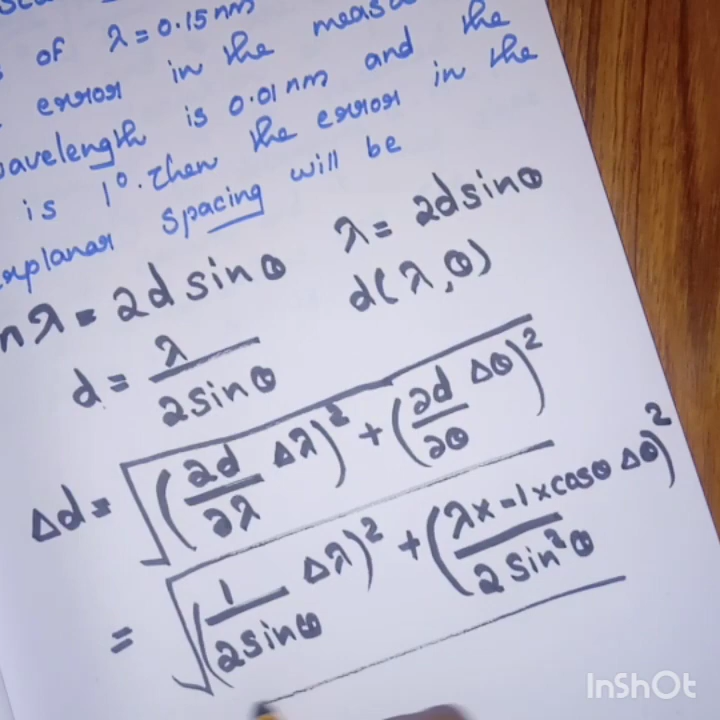 of λ = 0.15 nm
error in the
wavelength is 0.01 nm and the
is 1°. Then the error in the
spacing will be
nλ = 2d sinθ λ = 2d sinθ
d = λ / 2 sinθ d(λ, θ)
Δd = √((∂d/∂λ Δλ)² + (∂d/∂θ Δθ)²)
= √((1/2sinθ Δλ)² + (λ x -1 x cosθ Δθ / 2 sin²θ)²)
InShOt